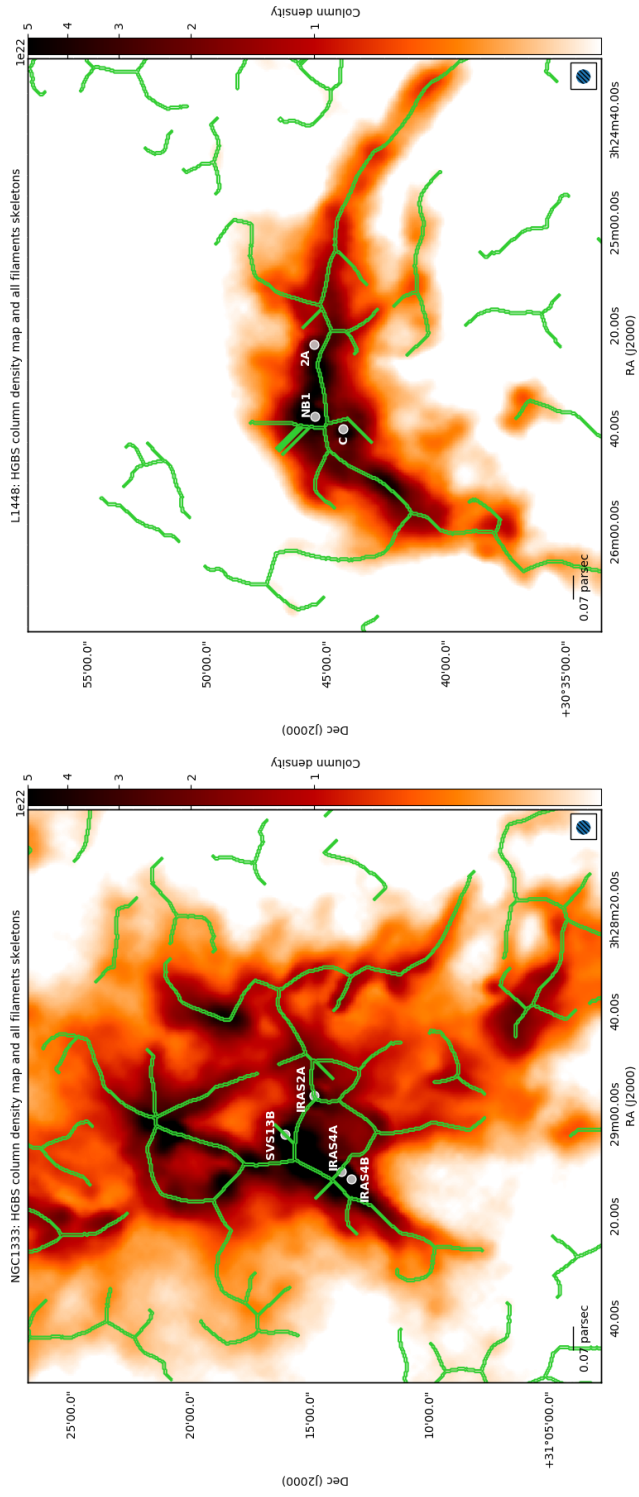 NGC1333: HGBS column density map and all filaments skeletons
1e22
25'00.0"
20'00.0"
15'00.0"
10'00.0"
+31°05'00.0"
Dec (J2000)
SVS13B
IRAS2A
IRAS4A
IRAS4B
0.07 parsec
40.00s
20.00s
29m00.00s
40.00s
3h28m20.00s
RA (J2000)
5
4
3
2
1
Column density
L1448: HGBS column density map and all filaments skeletons
1e22
55'00.0"
50'00.0"
45'00.0"
40'00.0"
+30°35'00.0"
Dec (J2000)
NB1
2A
C
0.07 parsec
26m00.00s
40.00s
20.00s
25m00.00s
3h24m40.00s
RA (J2000)
5
4
3
2
1
Column density